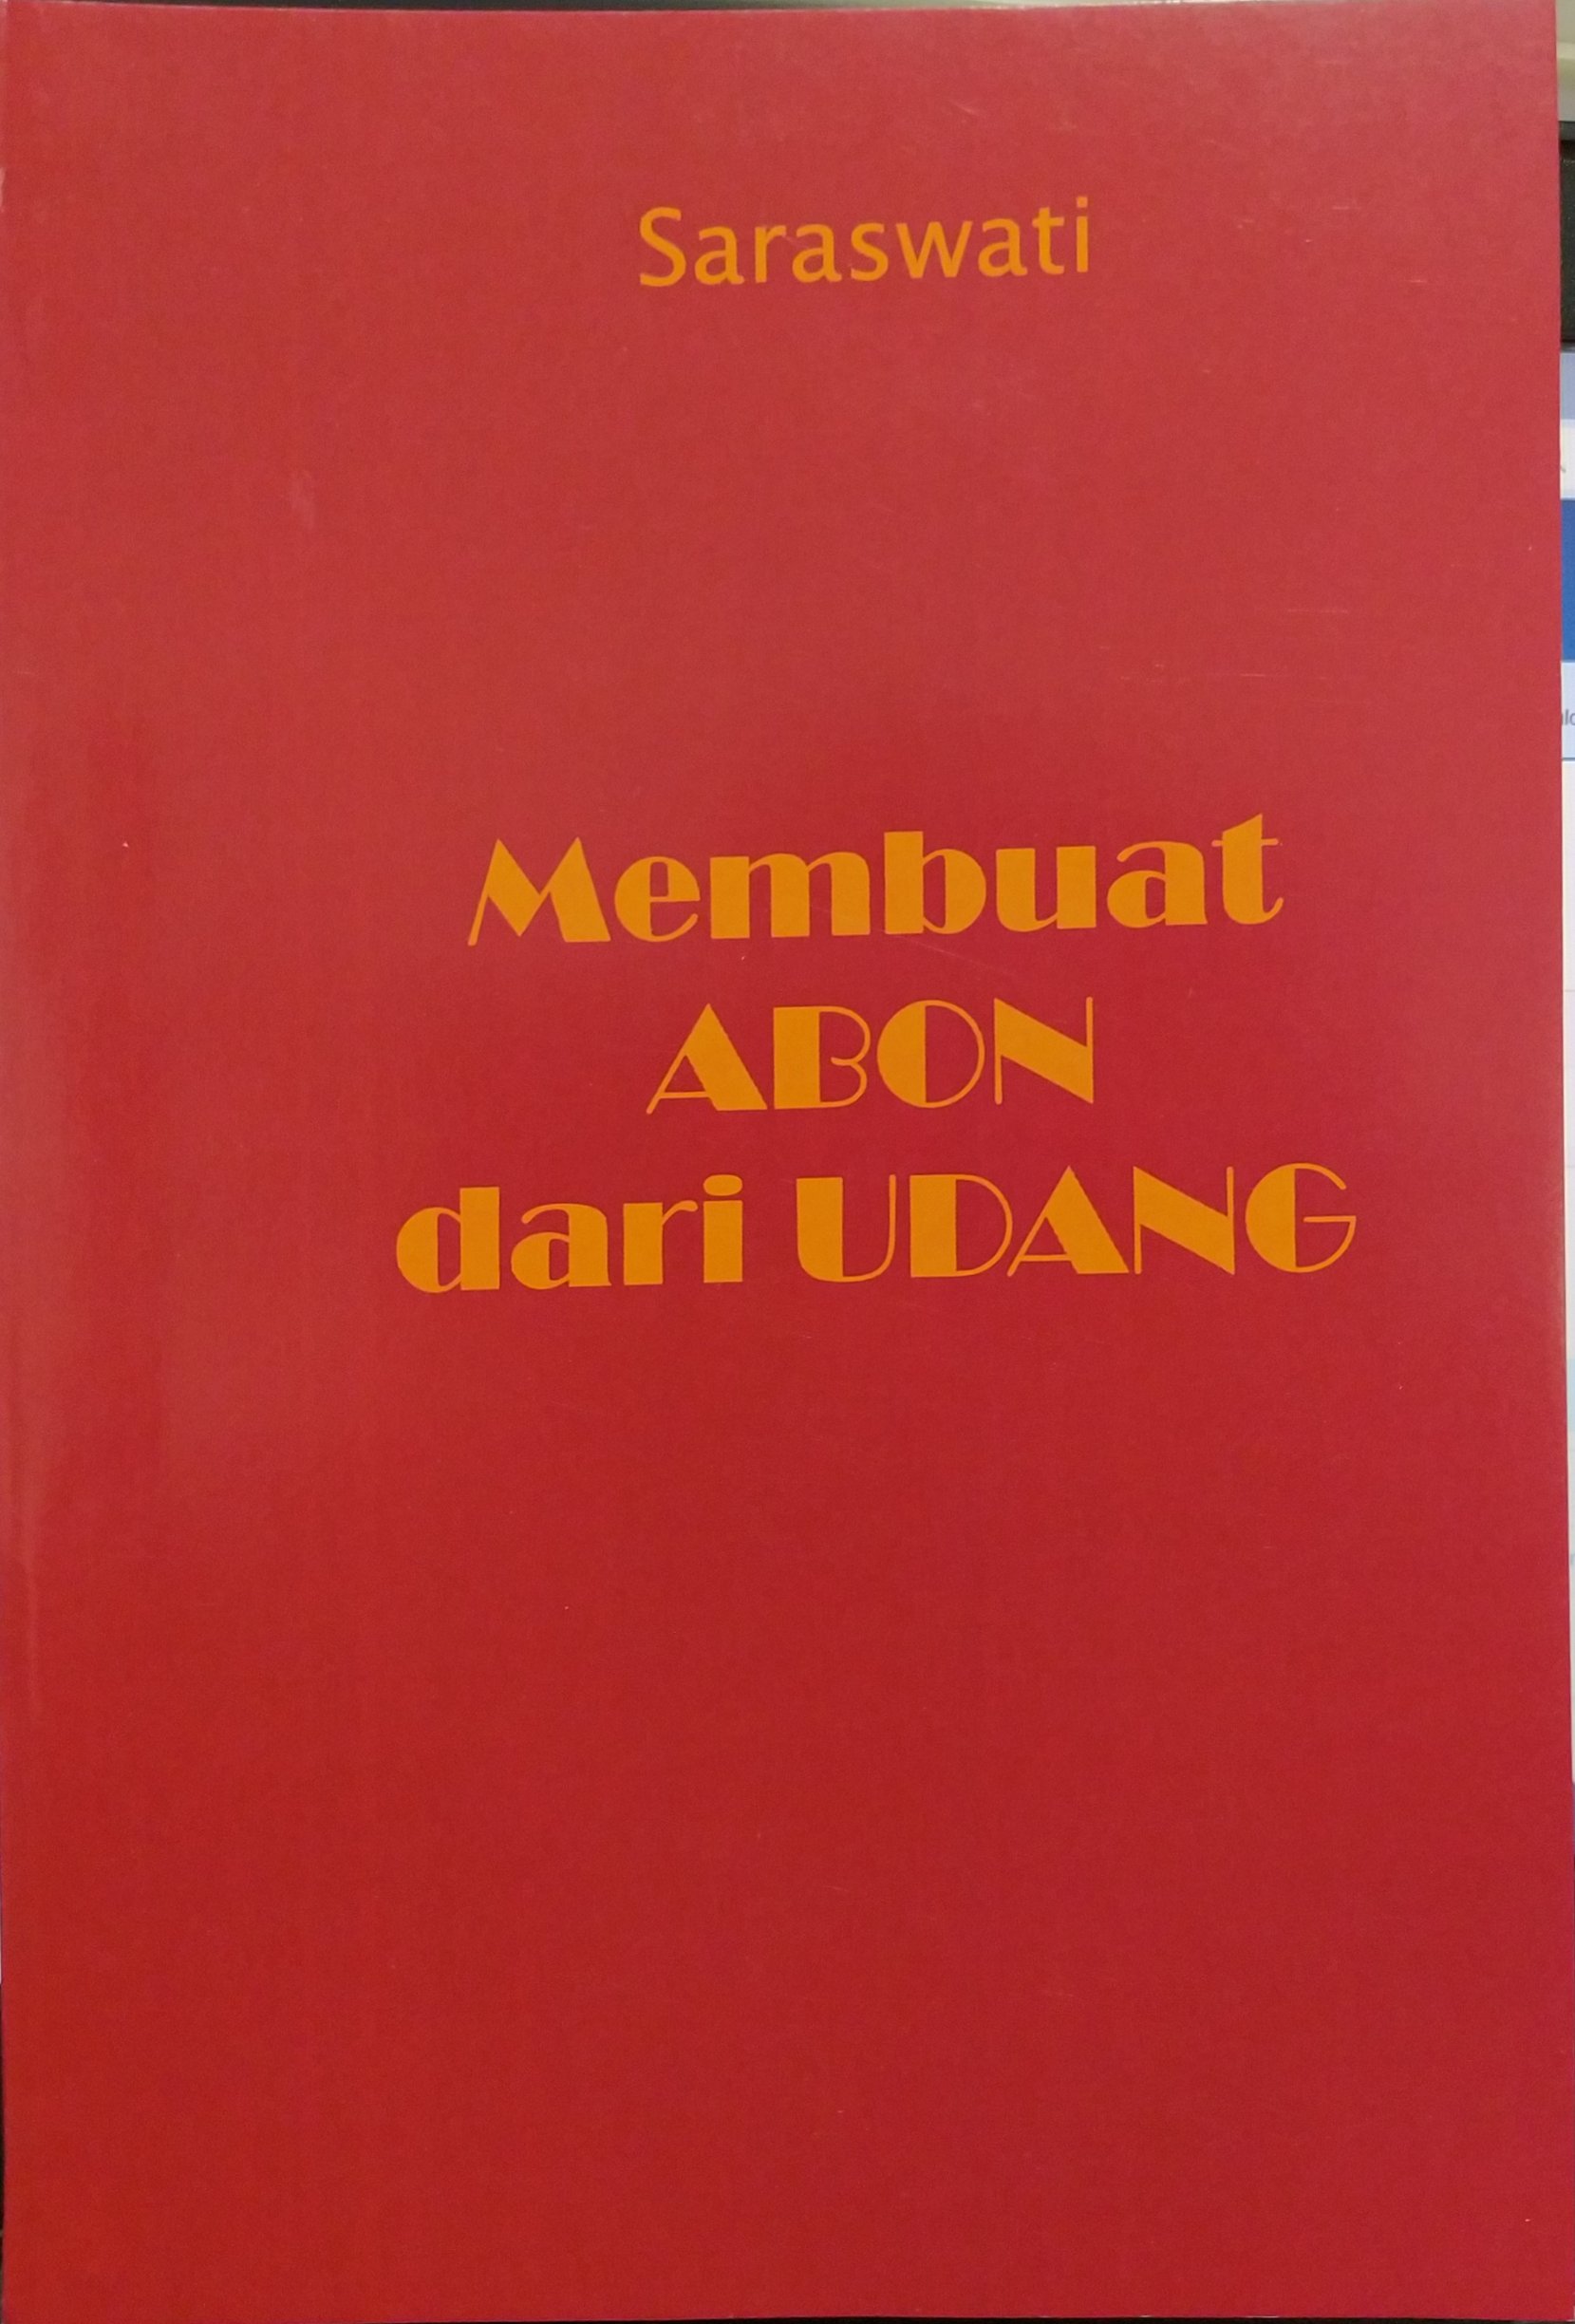 Saraswati
Membuat
ABON
dari UDANG